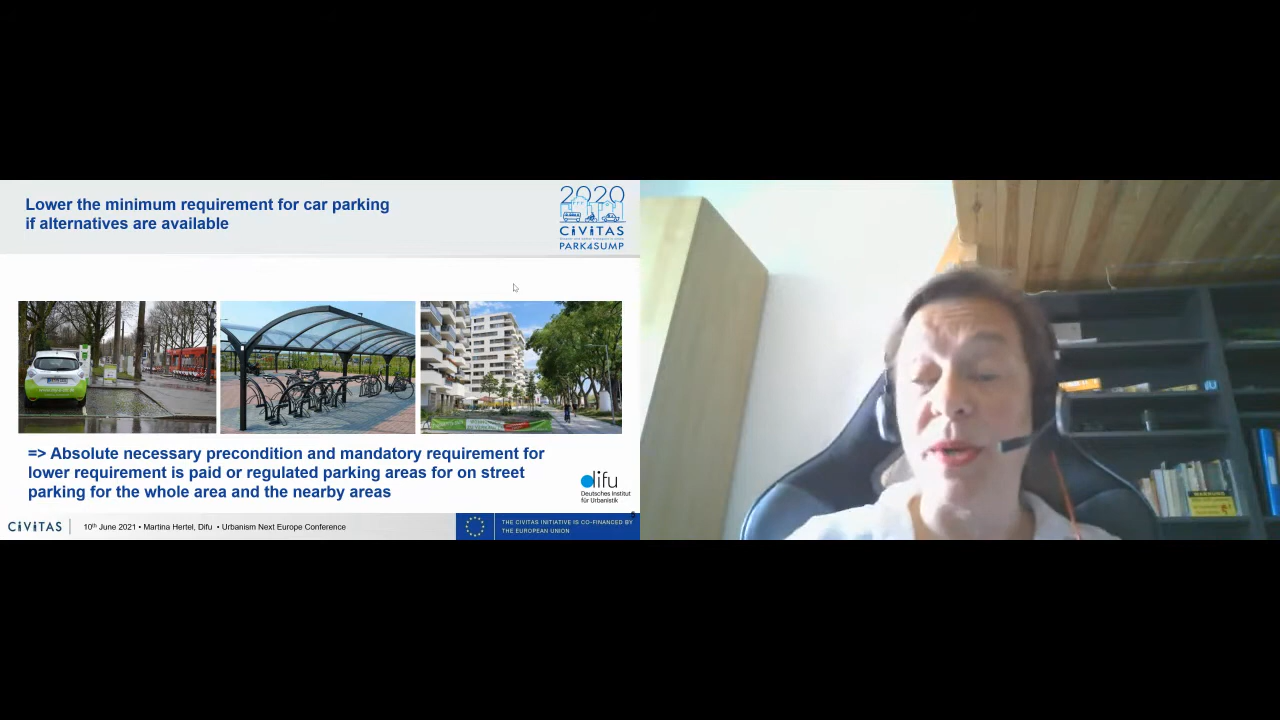 Lower the minimum requirement for car parking
if alternatives are available
2020
CiViTAS
PARK4SUMP
=> Absolute necessary precondition and mandatory requirement for
lower requirement is paid or regulated parking areas for on street
parking for the whole area and the nearby areas
difu
Deutsches Institut
für Urbanistik
CiViTAS
10th June 2021 • Martina Hertel, Difu • Urbanism Next Europe Conference
THE CIVITAS INITIATIVE IS CO-FINANCED BY
THE EUROPEAN UNION
WARNUNG